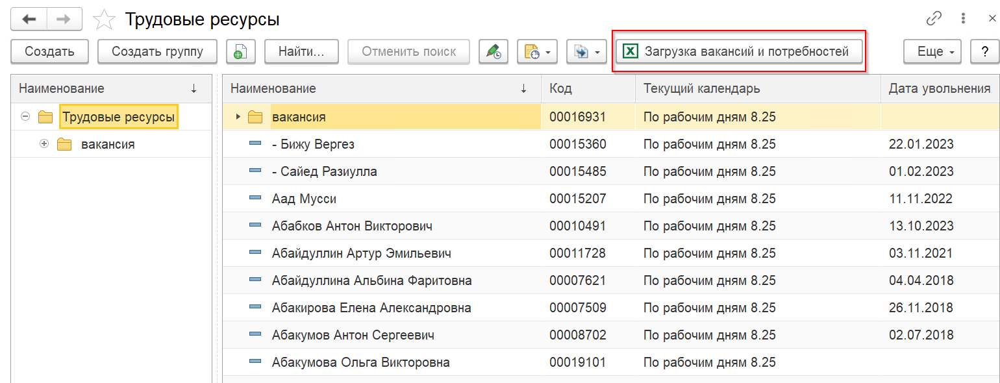 Трудовые ресурсы
Создать Создать группу Найти... Отменить поиск Загрузка вакансий и потребностей Еще ?
Наименование Наименование Код Текущий календарь Дата увольнения
Трудовые ресурсы вакансия 00016931 По рабочим дням 8.25
вакансия - Бижу Вергез 00015360 По рабочим дням 8.25 22.01.2023
- Сайед Разиулла 00015485 По рабочим дням 8.25 01.02.2023
Аад Мусси 00015207 По рабочим дням 8.25 11.11.2022
Абабков Антон Викторович 00010491 По рабочим дням 8.25 13.10.2023
Абайдуллин Артур Эмильевич 00011728 По рабочим дням 8.25 03.11.2021
Абайдуллина Альбина Фаритовна 00007621 По рабочим дням 8.25 04.04.2018
Абакирова Елена Александровна 00007509 По рабочим дням 8.25 26.11.2018
Абакумов Антон Сергеевич 00008702 По рабочим дням 8.25 02.07.2018
Абакумова Ольга Викторовна 00019101 По рабочим дням 8.25